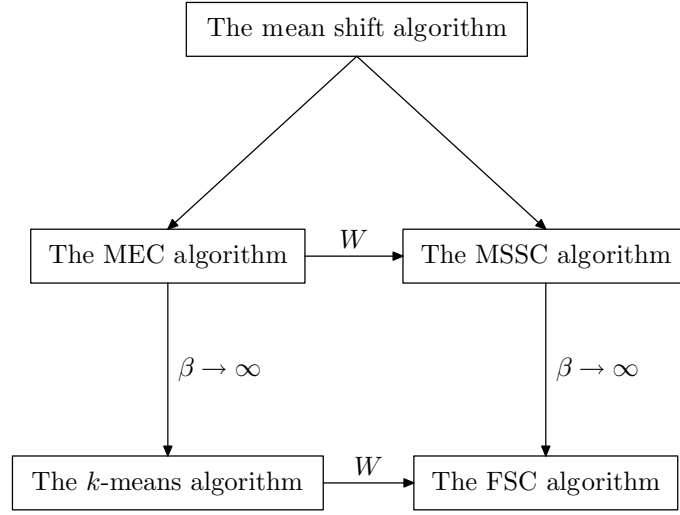 The mean shift algorithm
The MEC algorithm
W
The MSSC algorithm
β → ∞
β → ∞
The k-means algorithm
W
The FSC algorithm